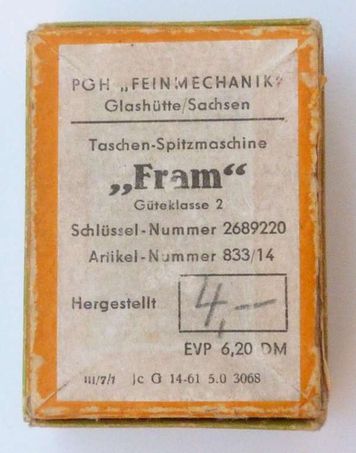 PGH „FEINMECHANIK“
Glashütte/Sachsen
Taschen-Spitzmaschine
„Fram“
Güteklasse 2
Schlüssel-Nummer 2689220
Artikel-Nummer 833/14
Hergestellt 4,—
EVP 6,20 DM
III/7/1 Jc G 14-61 5.0 3068